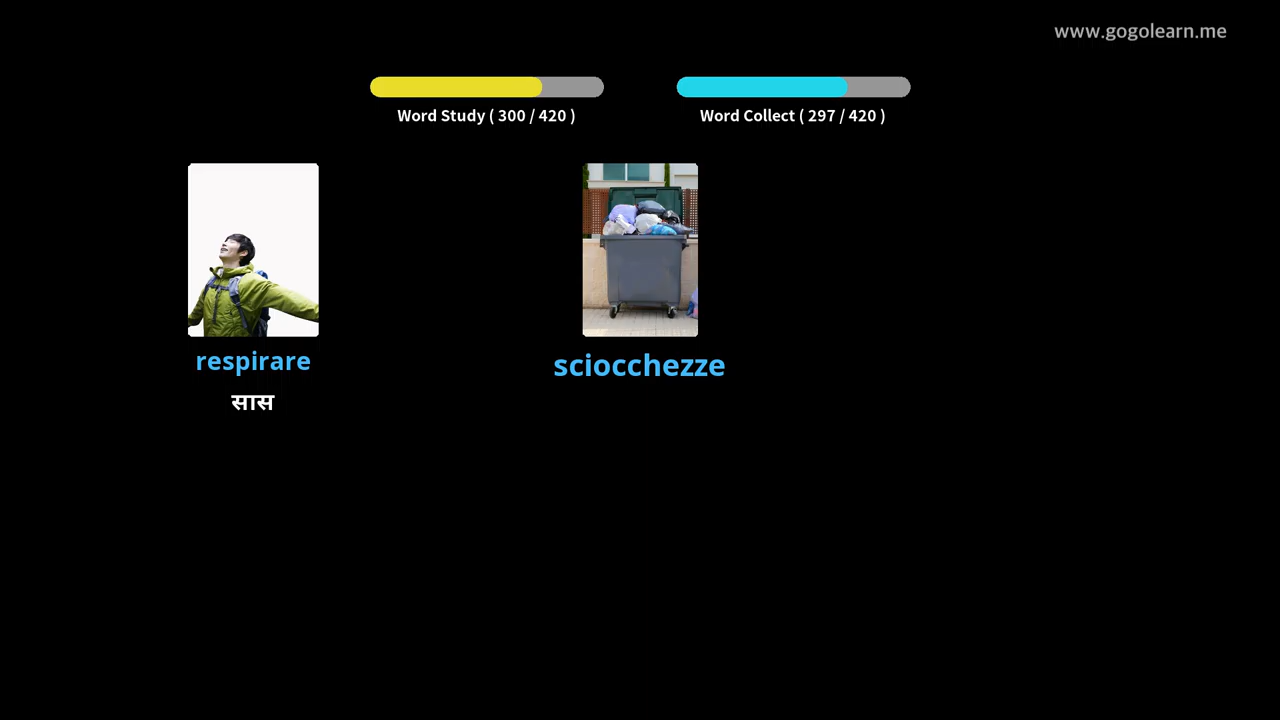 www.gogolearn.me
Word Study ( 300 / 420 )
Word Collect ( 297 / 420 )
respirare
सास
sciocchezze